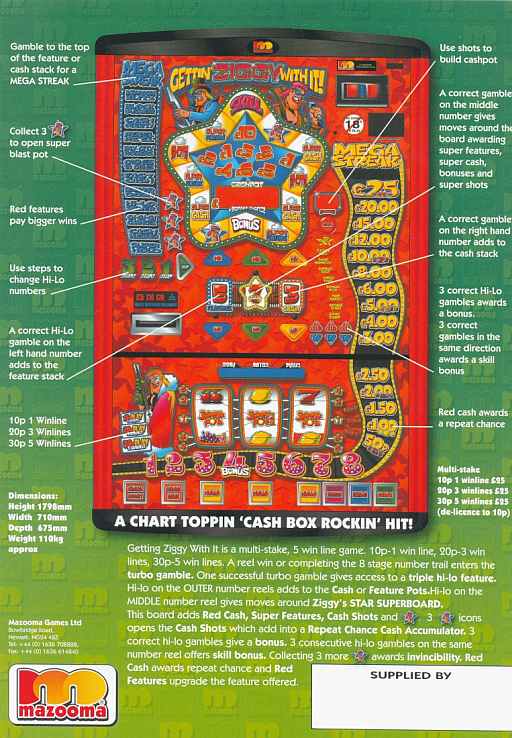 Gamble to the top
of the feature or
cash stack for a
MEGA STREAK
Collect 3
to open super
blast pot
Red features
pay bigger wins
Use steps to
change Hi-Lo
numbers
A correct Hi-Lo
gamble on the
left hand number
adds to the
feature stack
10p 1 Winline
20p 3 Winlines
30p 5 Winlines
Dimensions:
Height 1798mm
Width 710mm
Depth 675mm
Weight 110kg
approx
MEGA
STREAK
GETTIN' ZIGGY WITH IT!
SKILL
CASHPOT
BONUS
MEGA
STREAK
£25
£20.00
£15.00
£12.00
£10.00
£8.00
£6.00
£5.00
£4.00
£3.00
£2.50
£2.00
£1.50
£1.00
50p
1 2 3 4 5 6 7 8
BONUS
Use shots to
build cashpot
A correct gamble
on the middle
number gives
moves around the
board awarding
super features,
super cash,
bonuses and
super shots
A correct gamble
on the right hand
number adds to
the cash stack
3 correct Hi-Lo
gambles awards
a bonus.
3 correct
gambles in the
same direction
awards a skill
bonus
Red cash awards
a repeat chance
Multi-stake
10p 1 winline £25
20p 3 winlines £25
30p 5 winlines £25
(de-licence to 10p)
A CHART TOPPIN 'CASH BOX ROCKIN' HIT!
Getting Ziggy With It is a multi-stake, 5 win line game. 10p-1 win line, 20p-3 win
lines, 30p-5 win lines. A reel win or completing the 8 stage number trail enters the
turbo gamble. One successful turbo gamble gives access to a triple hi-lo feature.
Hi-lo on the OUTER number reels adds to the Cash or Feature Pots.Hi-lo on the
MIDDLE number reel gives moves around Ziggy's STAR SUPERBOARD.
This board adds Red Cash, Super Features, Cash Shots and , 3 icons
opens the Cash Shots which add into a Repeat Chance Cash Accumulator. 3
correct hi-lo gambles give a bonus. 3 consecutive hi-lo gambles on the same
number reel offers skill bonus. Collecting 3 more awards invincibility. Red
Cash awards repeat chance and Red
Features upgrade the feature offered.
Mazooma Games Ltd
Bowbridge Road,
Newark. NG24 4BZ
Tel: +44 (0) 1636 708888,
Fax: +44 (0) 1636 614840
mazooma
SUPPLIED BY